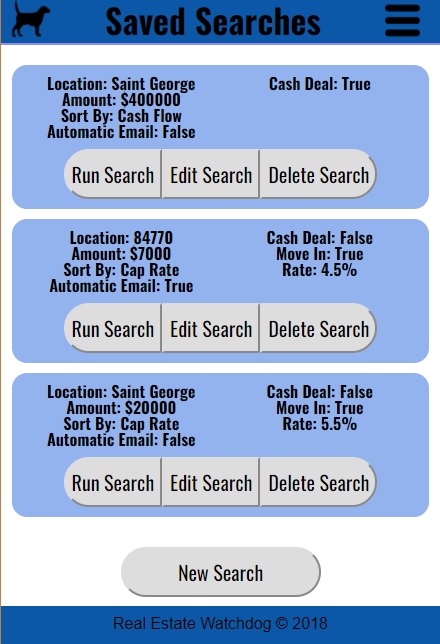 Saved Searches
Location: Saint George
Amount: $400000
Sort By: Cash Flow
Automatic Email: False
Cash Deal: True
Run Search
Edit Search
Delete Search
Location: 84770
Amount: $7000
Sort By: Cap Rate
Automatic Email: True
Cash Deal: False
Move In: True
Rate: 4.5%
Run Search
Edit Search
Delete Search
Location: Saint George
Amount: $20000
Sort By: Cap Rate
Automatic Email: False
Cash Deal: False
Move In: True
Rate: 5.5%
Run Search
Edit Search
Delete Search
New Search
Real Estate Watchdog © 2018